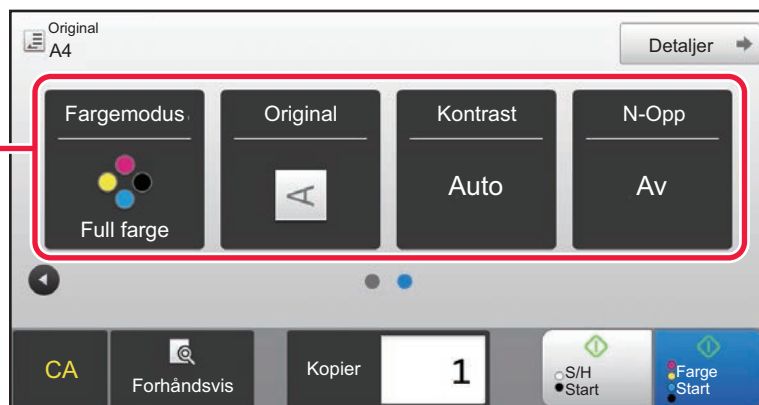 Original
A4
Detaljer
Fargemodus
Original
Kontrast
N-Opp
A
Auto
Av
Full farge
CA
Forhåndsvis
Kopier
1
S/H
Start
Farge
Start